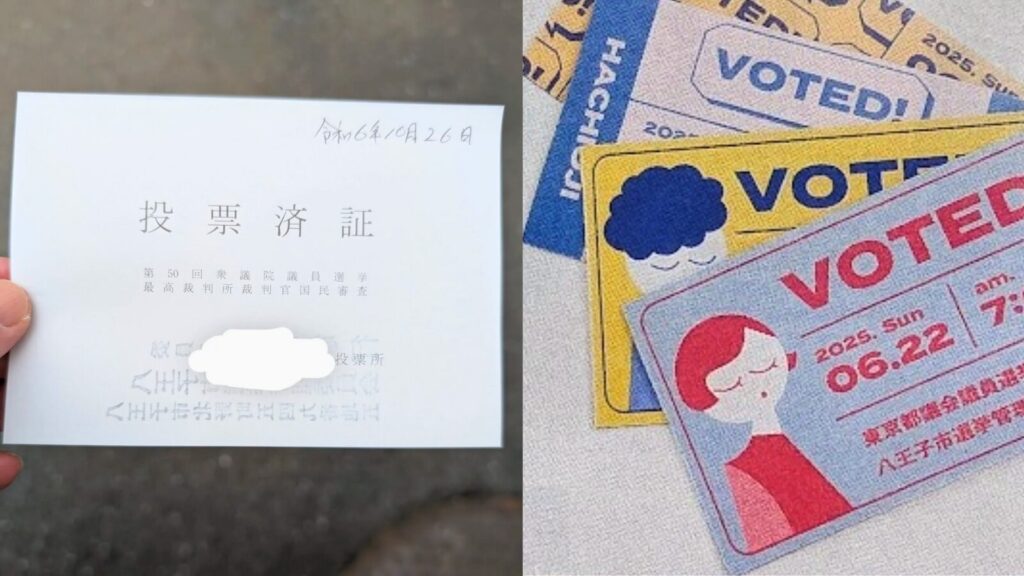 令和6年10月26日
投票済証
第50回衆議院議員選挙
最高裁判所裁判官国民審査
投票所
HACHIOJI
VOTED!
2025. Sun
2025
VOTE
VOTED
2025. Sun
06.22
am.
7:
東京都議会議員選挙
八王子市選挙管理